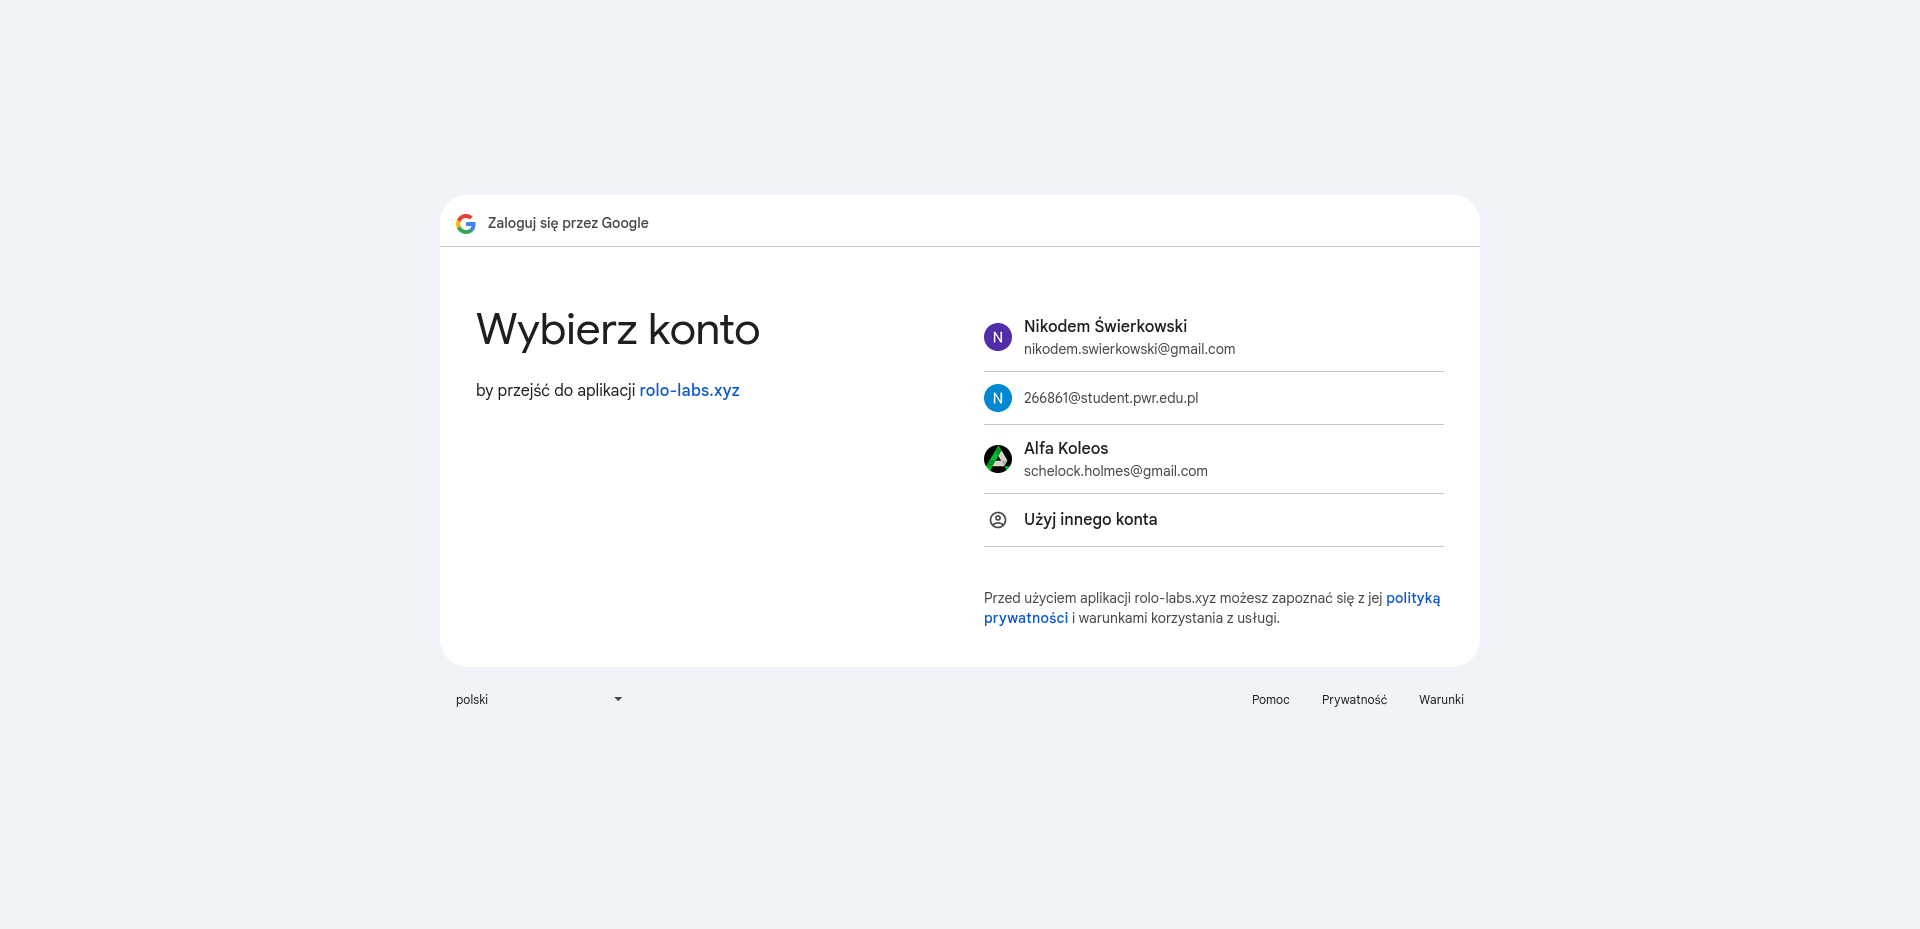 Zaloguj się przez Google
Wybierz konto
by przejść do aplikacji rolo-labs.xyz
N
Nikodem Świerkowski
nikodem.swierkowski@gmail.com
N
266861@student.pwr.edu.pl
Alfa Koleos
schelock.holmes@gmail.com
Użyj innego konta
Przed użyciem aplikacji rolo-labs.xyz możesz zapoznać się z jej polityką
prywatności i warunkami korzystania z usługi.
polski
Pomoc
Prywatność
Warunki